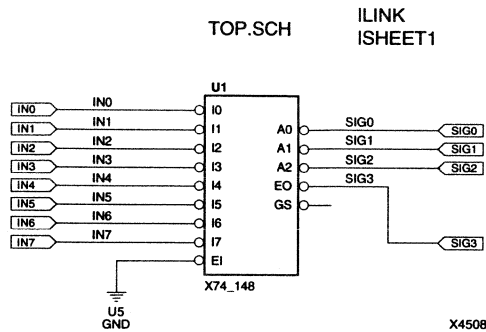 TOP.SCH
|LINK
|SHEET1
U1
IN0 IN0 I0
IN1 IN1 I1 A0 SIG0 SIG0
IN2 IN2 I2 A1 SIG1 SIG1
IN3 IN3 I3 A2 SIG2 SIG2
IN4 IN4 I4 EO SIG3
IN5 IN5 I5 GS
IN6 IN6 I6
IN7 IN7 I7 SIG3
EI
X74_148
U5
GND
X4508